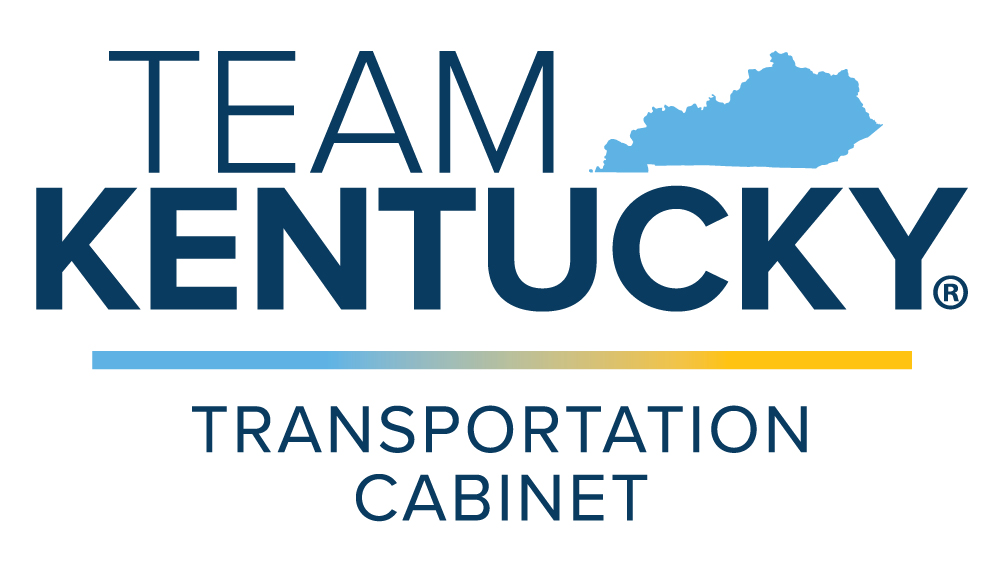 TEAM
KENTUCKY®
TRANSPORTATION
CABINET